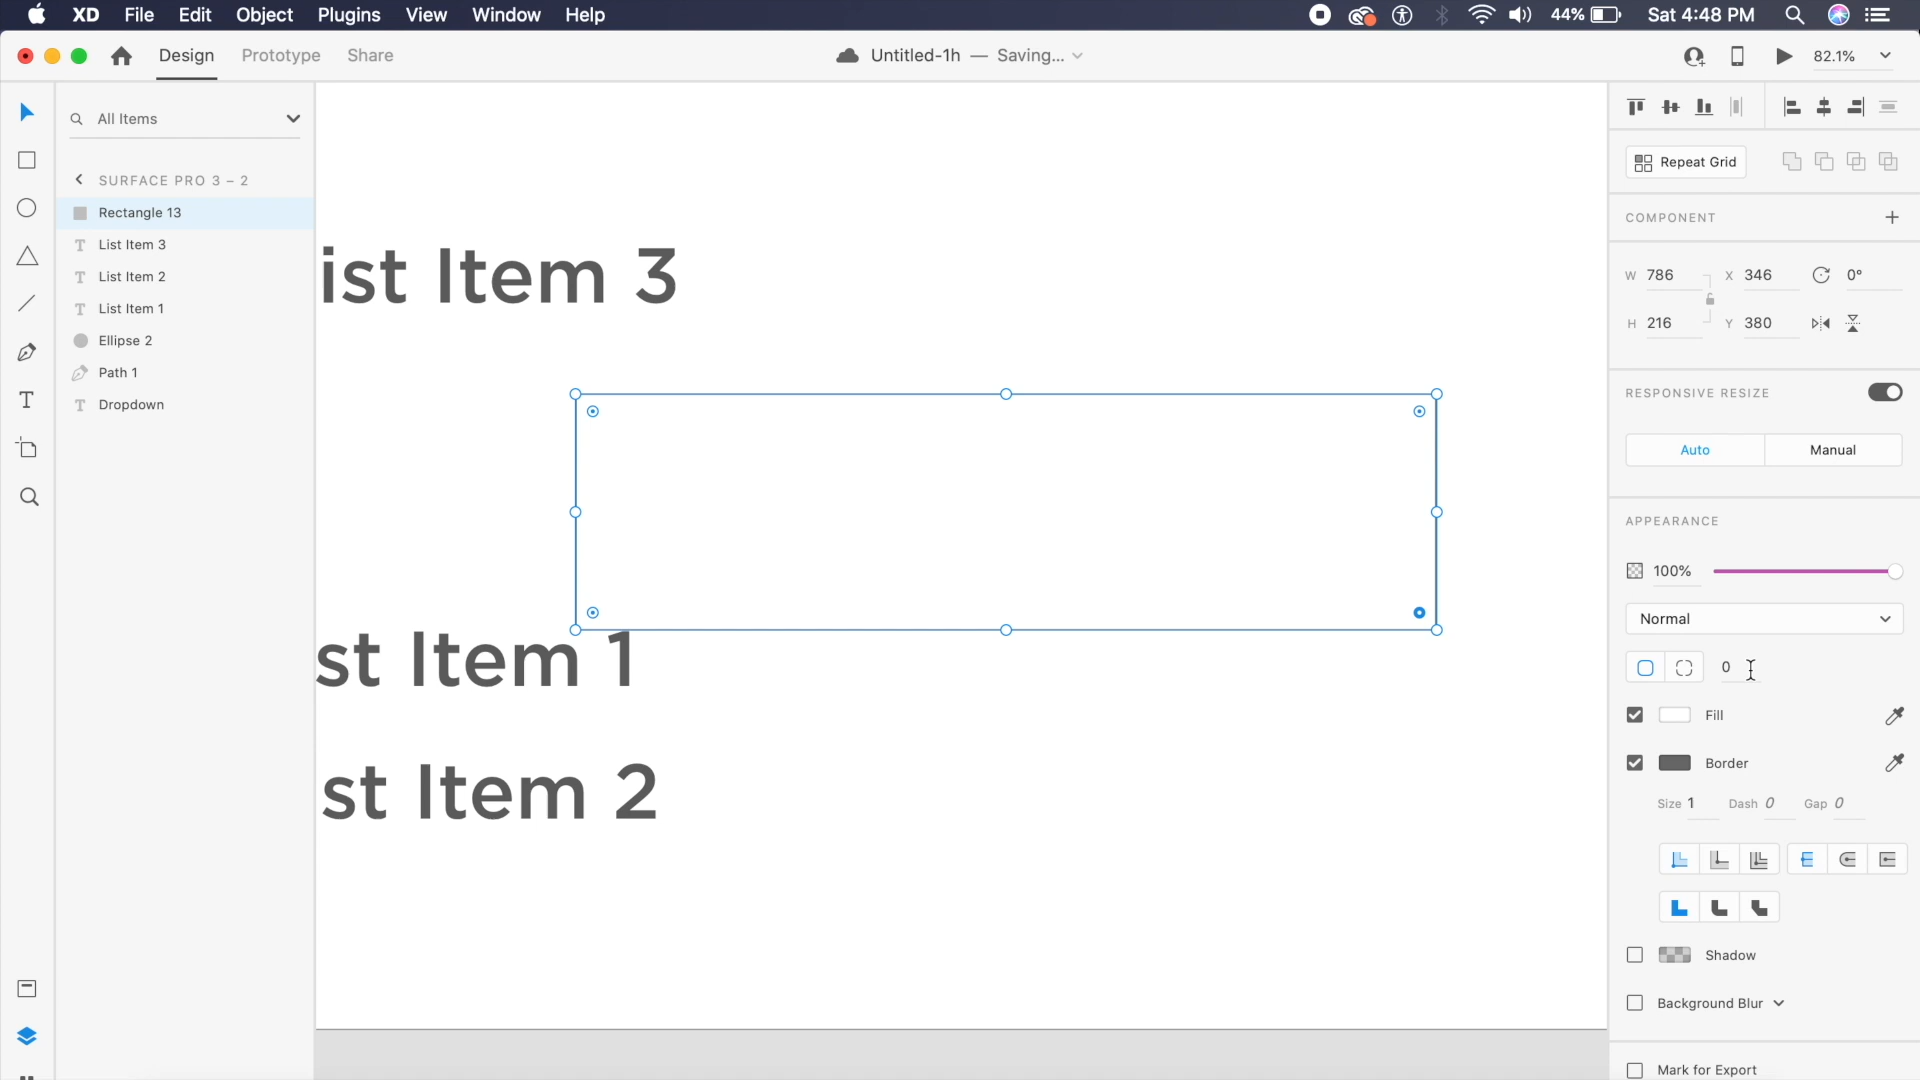 XD File Edit Object Plugins View Window Help 44% Sat 4:48 PM
Design Prototype Share Untitled-1h — Saving... 82.1%
All Items
Repeat Grid
SURFACE PRO 3 – 2
Rectangle 13
COMPONENT
List Item 3
List Item 2
List Item 1
Ellipse 2
Path 1
Dropdown
ist Item 3
st Item 1
st Item 2
W 786 X 346 0°
H 216 Y 380
RESPONSIVE RESIZE
Auto Manual
APPEARANCE
100%
Normal
0
Fill
Border
Size 1 Dash 0 Gap 0
Shadow
Background Blur
Mark for Export